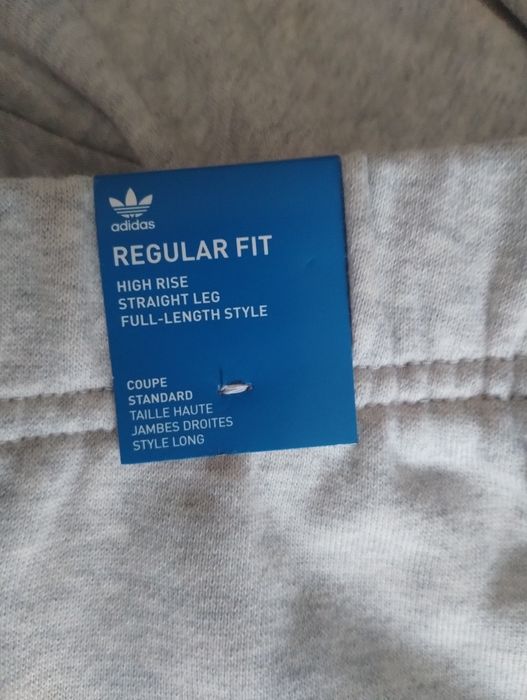 adidas
REGULAR FIT
HIGH RISE
STRAIGHT LEG
FULL-LENGTH STYLE
COUPE
STANDARD
TAILLE HAUTE
JAMBES DROITES
STYLE LONG